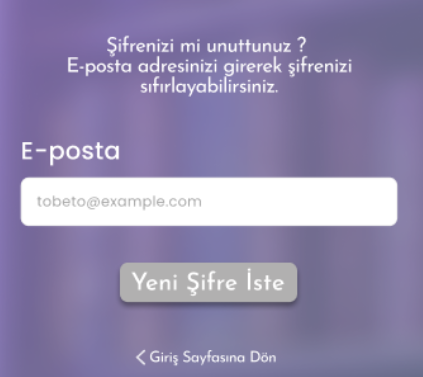 Şifrenizi mi unuttunuz ?
E-posta adresinizi girerek şifrenizi
sıfırlayabilirsiniz.
E-posta
tobeto@example.com
Yeni Şifre İste
Giriş Sayfasına Dön